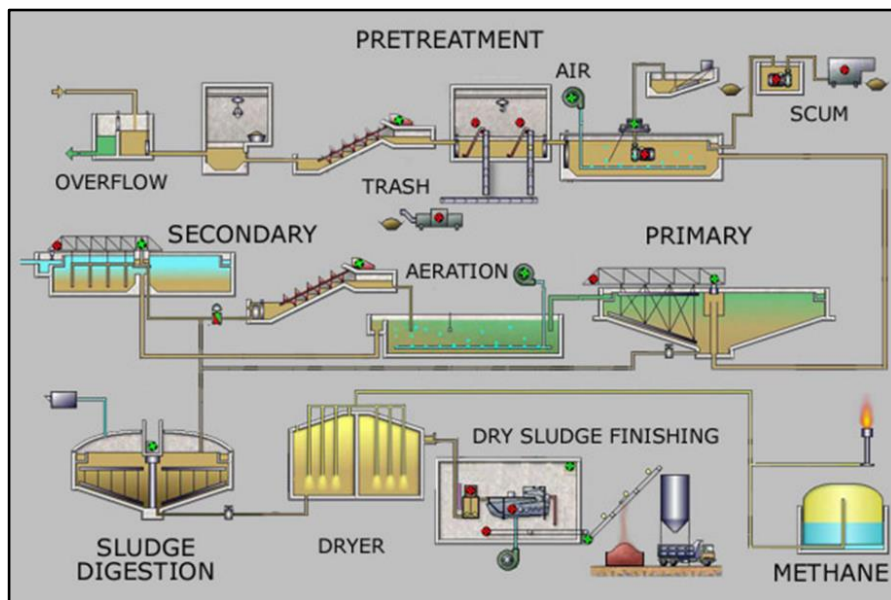 PRETREATMENT
AIR
SCUM
OVERFLOW
TRASH
SECONDARY
PRIMARY
AERATION
DRY SLUDGE FINISHING
SLUDGE
DIGESTION
DRYER
METHANE